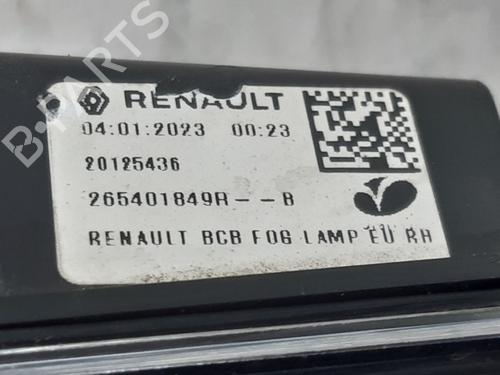 RENAULT
04:01:2023 00:23
20125436
265401849R--B
RENAULT BCB FOG LAMP EU RH
B-PARTS